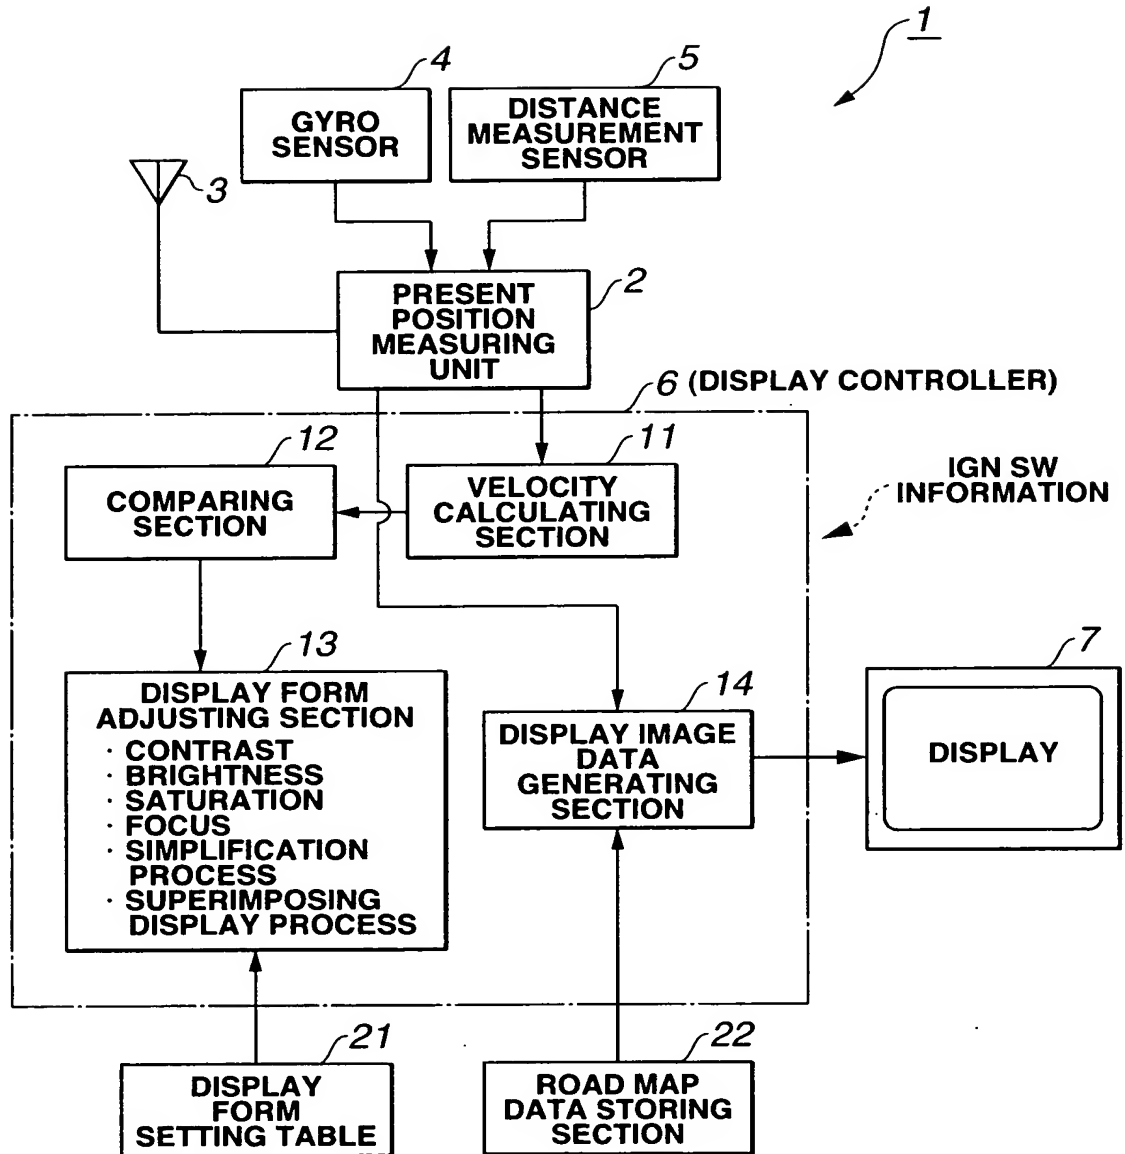 1
4
5
GYRO
SENSOR
DISTANCE
MEASUREMENT
SENSOR
3
2
PRESENT
POSITION
MEASURING
UNIT
6 (DISPLAY CONTROLLER)
12
11
COMPARING
SECTION
VELOCITY
CALCULATING
SECTION
IGN SW
INFORMATION
13
DISPLAY FORM
ADJUSTING SECTION
· CONTRAST
· BRIGHTNESS
· SATURATION
· FOCUS
· SIMPLIFICATION
PROCESS
· SUPERIMPOSING
DISPLAY PROCESS
14
DISPLAY IMAGE
DATA
GENERATING
SECTION
7
DISPLAY
21
DISPLAY
FORM
SETTING TABLE
22
ROAD MAP
DATA STORING
SECTION